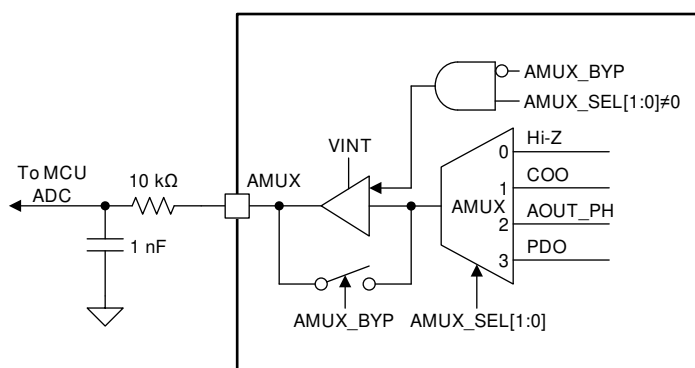 AMUX_BYP
AMUX_SEL[1:0]≠0
VINT
Hi-Z
0
To MCU
ADC
10 kΩ
AMUX
COO
1
AMUX
AOUT_PH
2
1 nF
PDO
3
AMUX_BYP
AMUX_SEL[1:0]